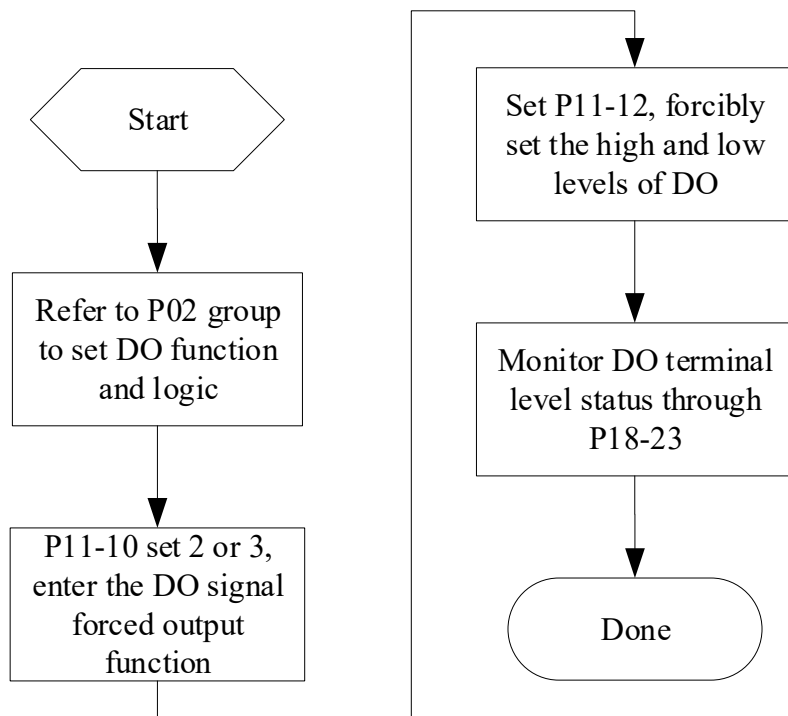 Start
Refer to P02 group
to set DO function
and logic
P11-10 set 2 or 3,
enter the DO signal
forced output
function
Set P11-12, forcibly
set the high and low
levels of DO
Monitor DO terminal
level status through
P18-23
Done